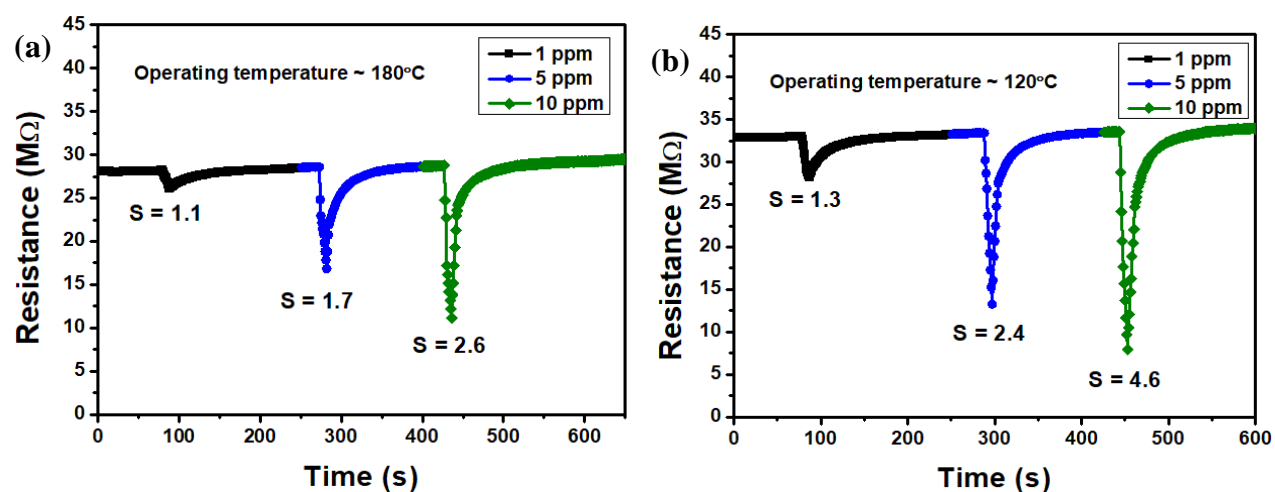 (a)
Operating temperature ~ 180°C
1 ppm
5 ppm
10 ppm
45
40
35
30
25
20
15
10
5
0
Resistance (MΩ)
S = 1.1
S = 1.7
S = 2.6
0 100 200 300 400 500 600
Time (s)
(b)
Operating temperature ~ 120°C
1 ppm
5 ppm
10 ppm
45
40
35
30
25
20
15
10
5
0
Resistance (MΩ)
S = 1.3
S = 2.4
S = 4.6
0 100 200 300 400 500 600
Time (s)